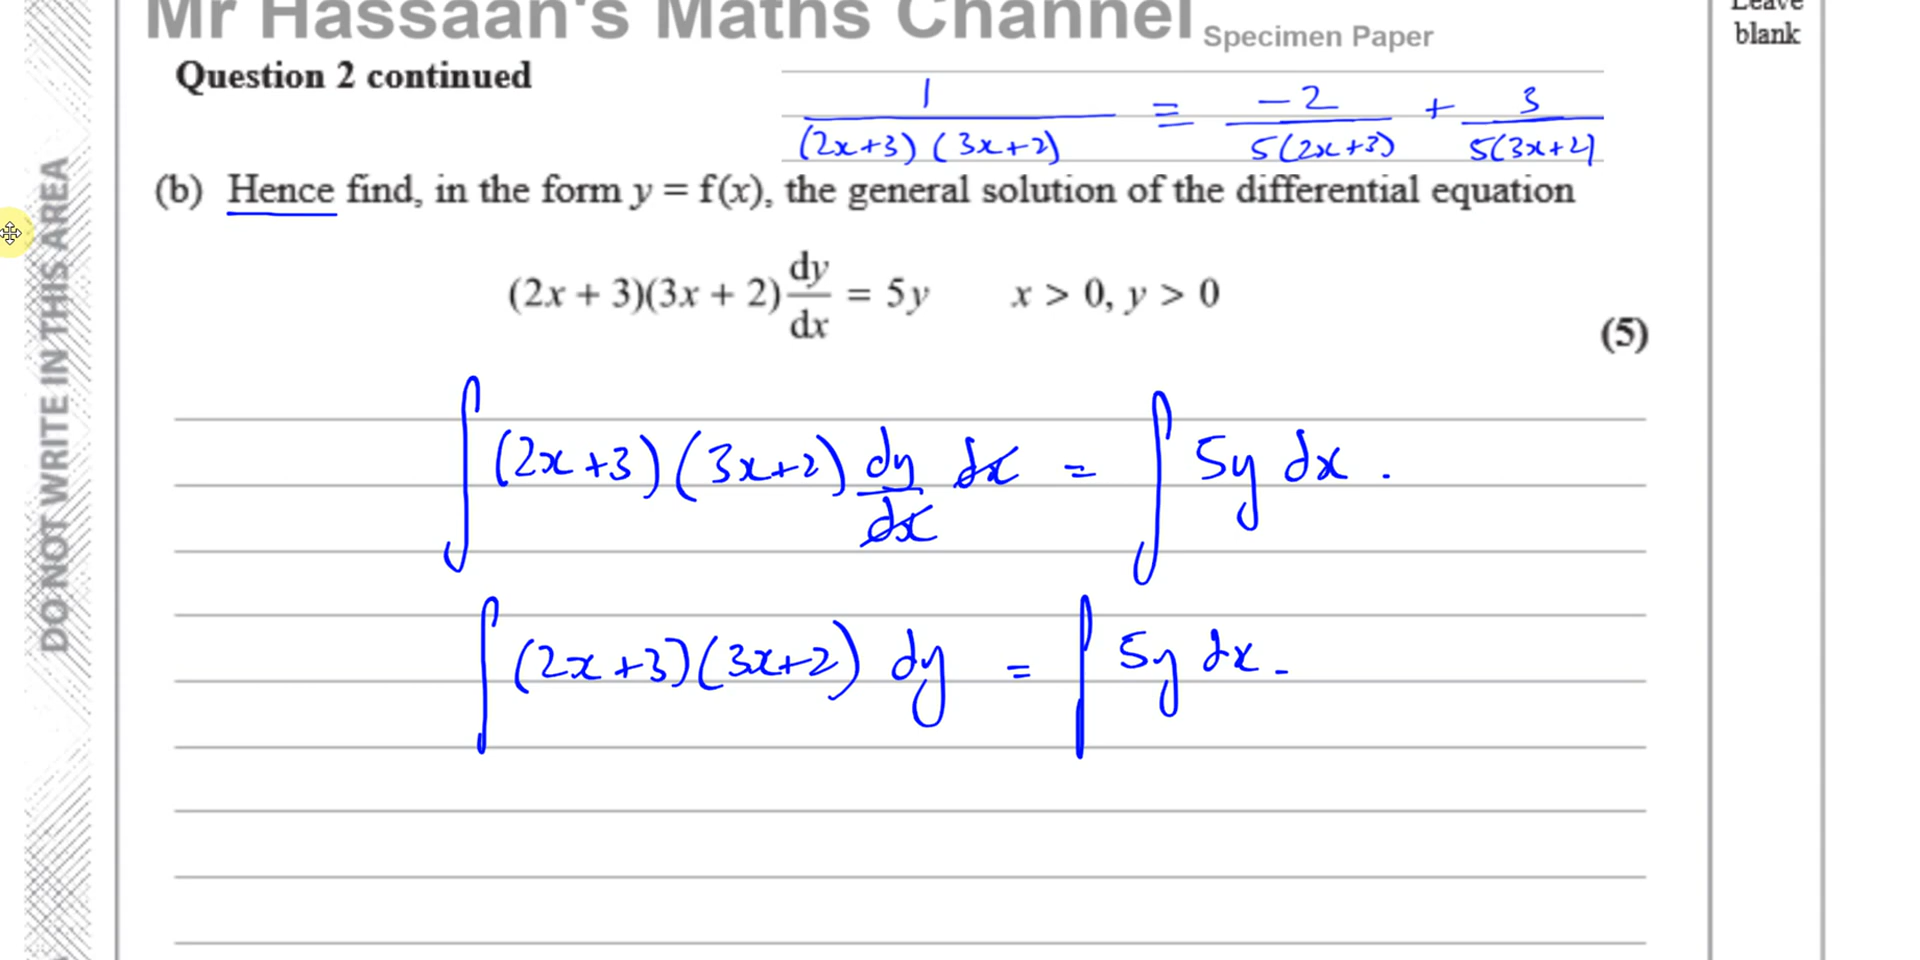 Mr Hassaan's Maths Channel Specimen Paper
Leave
blank
Question 2 continued
1/((2x+3)(3x+2)) ≡ -2/(5(2x+3)) + 3/(5(3x+2)
(b) Hence find, in the form y = f(x), the general solution of the differential equation
(2x + 3)(3x + 2) dy/dx = 5y x > 0, y > 0
(5)
∫ (2x+3)(3x+2) dy/dx dx = ∫ 5y dx .
∫ (2x+3)(3x+2) dy = ∫ 5y dx .
DO NOT WRITE IN THIS AREA